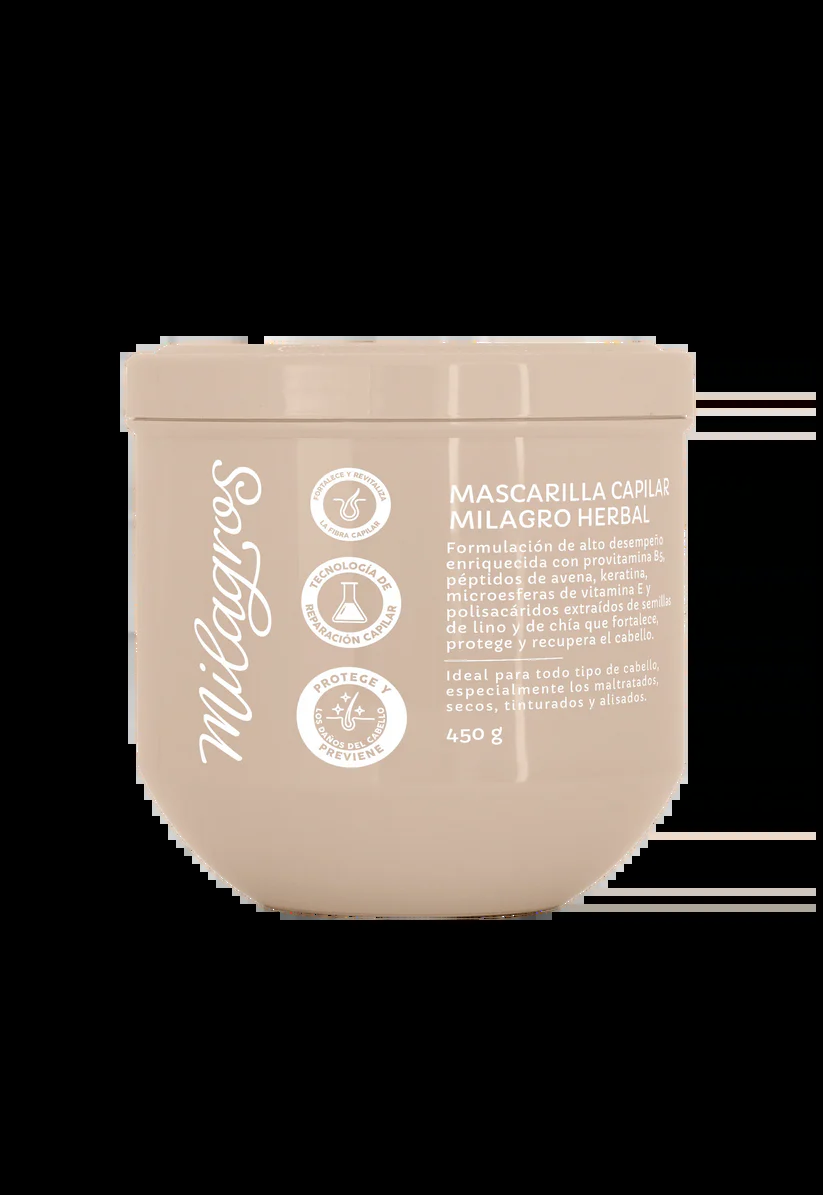 Milagros
FORTALECE Y REVITALIZA
LA FIBRA CAPILAR
TECNOLOGÍA DE
REPARACIÓN CAPILAR
PROTEGE Y
PREVIENE
LOS DAÑOS DEL CABELLO
MASCARILLA CAPILAR
MILAGRO HERBAL
Formulación de alto desempeño
enriquecida con provitamina B5,
péptidos de avena, keratina,
microesferas de vitamina E y
polisacáridos extraídos de semillas
de lino y de chía que fortalece,
protege y recupera el cabello.
Ideal para todo tipo de cabello,
especialmente los maltratados,
secos, tinturados y alisados.
450 g